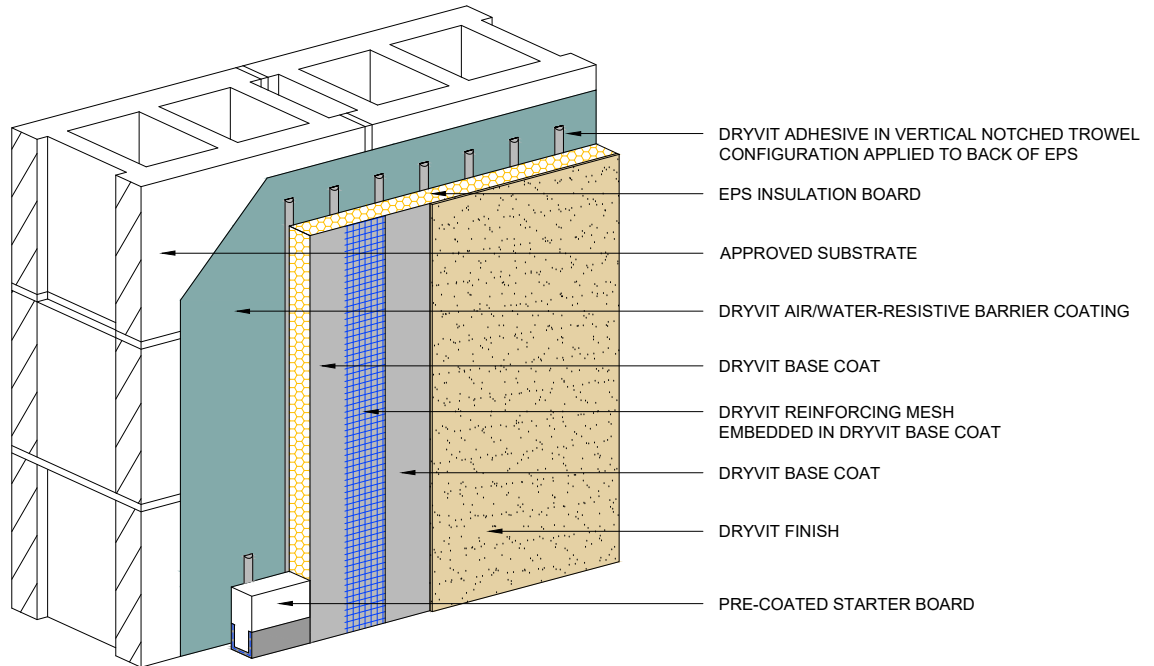 DRYVIT ADHESIVE IN VERTICAL NOTCHED TROWEL
CONFIGURATION APPLIED TO BACK OF EPS
EPS INSULATION BOARD
APPROVED SUBSTRATE
DRYVIT AIR/WATER-RESISTIVE BARRIER COATING
DRYVIT BASE COAT
DRYVIT REINFORCING MESH
EMBEDDED IN DRYVIT BASE COAT
DRYVIT BASE COAT
DRYVIT FINISH
PRE-COATED STARTER BOARD